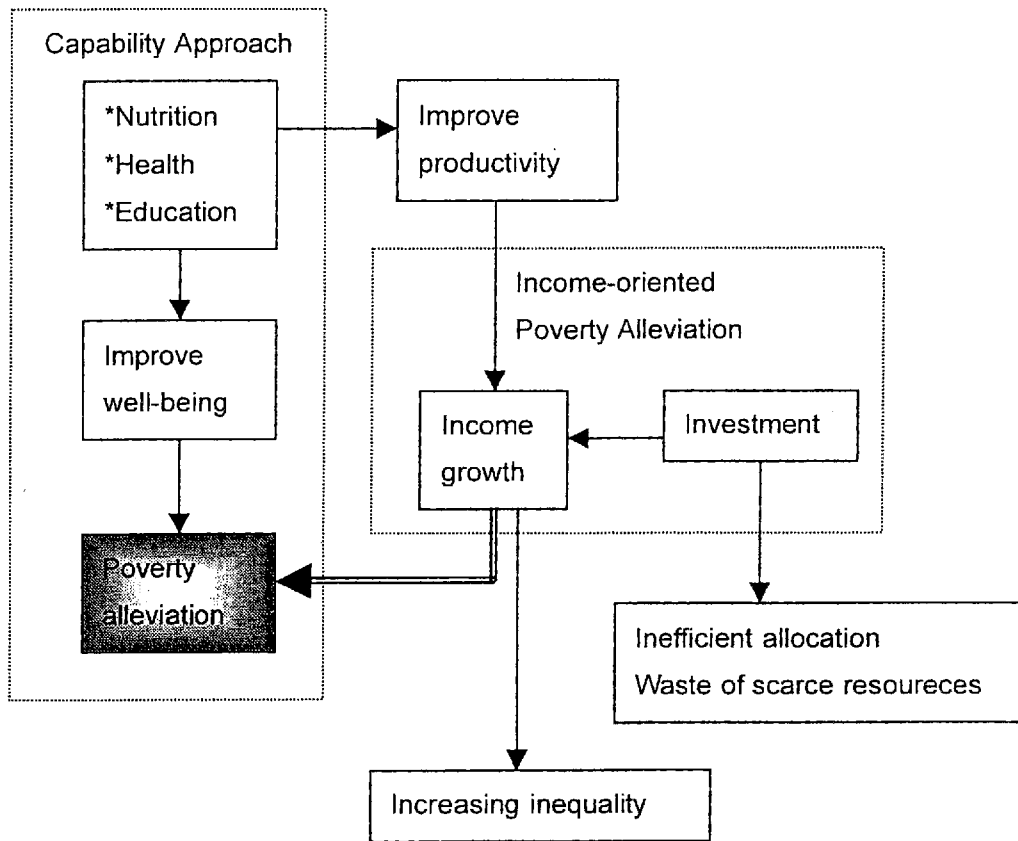 Capability Approach
*Nutrition
*Health
*Education
Improve
productivity
Income-oriented
Poverty Alleviation
Improve
well-being
Income
growth
Investment
Poverty
alleviation
Inefficient allocation
Waste of scarce resoureces
Increasing inequality